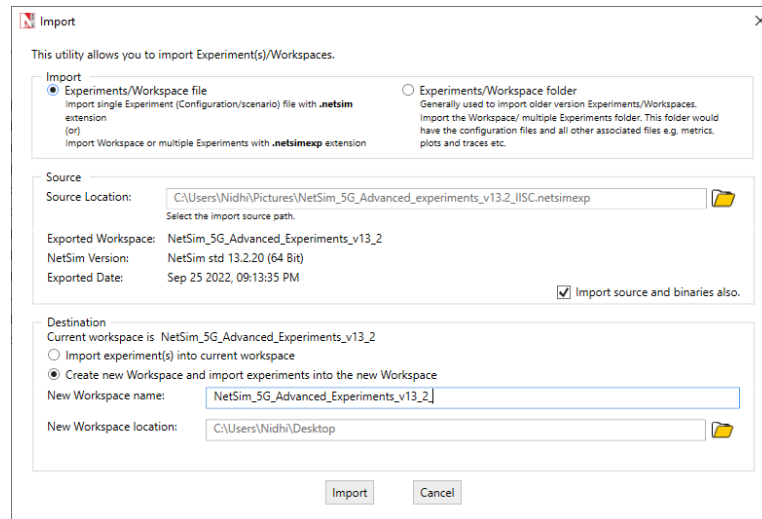 Import
This utility allows you to import Experiment(s)/Workspaces.
Import
Experiments/Workspace file
Import single Experiment (Configuration/scenario) file with .netsim
extension
(or)
Import Workspace or multiple Experiments with .netsimexp extension
Experiments/Workspace folder
Generally used to import older version Experiments/Workspaces.
Import the Workspace/ multiple Experiments folder. This folder would
have the configuration files and all other associated files e.g. metrics,
plots and traces etc.
Source
Source Location: C:\Users\Nidhi\Pictures\NetSim_5G_Advanced_experiments_v13.2_IISC.netsimexp
Select the import source path.
Exported Workspace: NetSim_5G_Advanced_Experiments_v13_2
NetSim Version: NetSim std 13.2.20 (64 Bit)
Exported Date: Sep 25 2022, 09:13:35 PM
Import source and binaries also.
Destination
Current workspace is NetSim_5G_Advanced_Experiments_v13_2
Import experiment(s) into current workspace
Create new Workspace and import experiments into the new Workspace
New Workspace name: NetSim_5G_Advanced_Experiments_v13_2_
New Workspace location: C:\Users\Nidhi\Desktop
Import Cancel